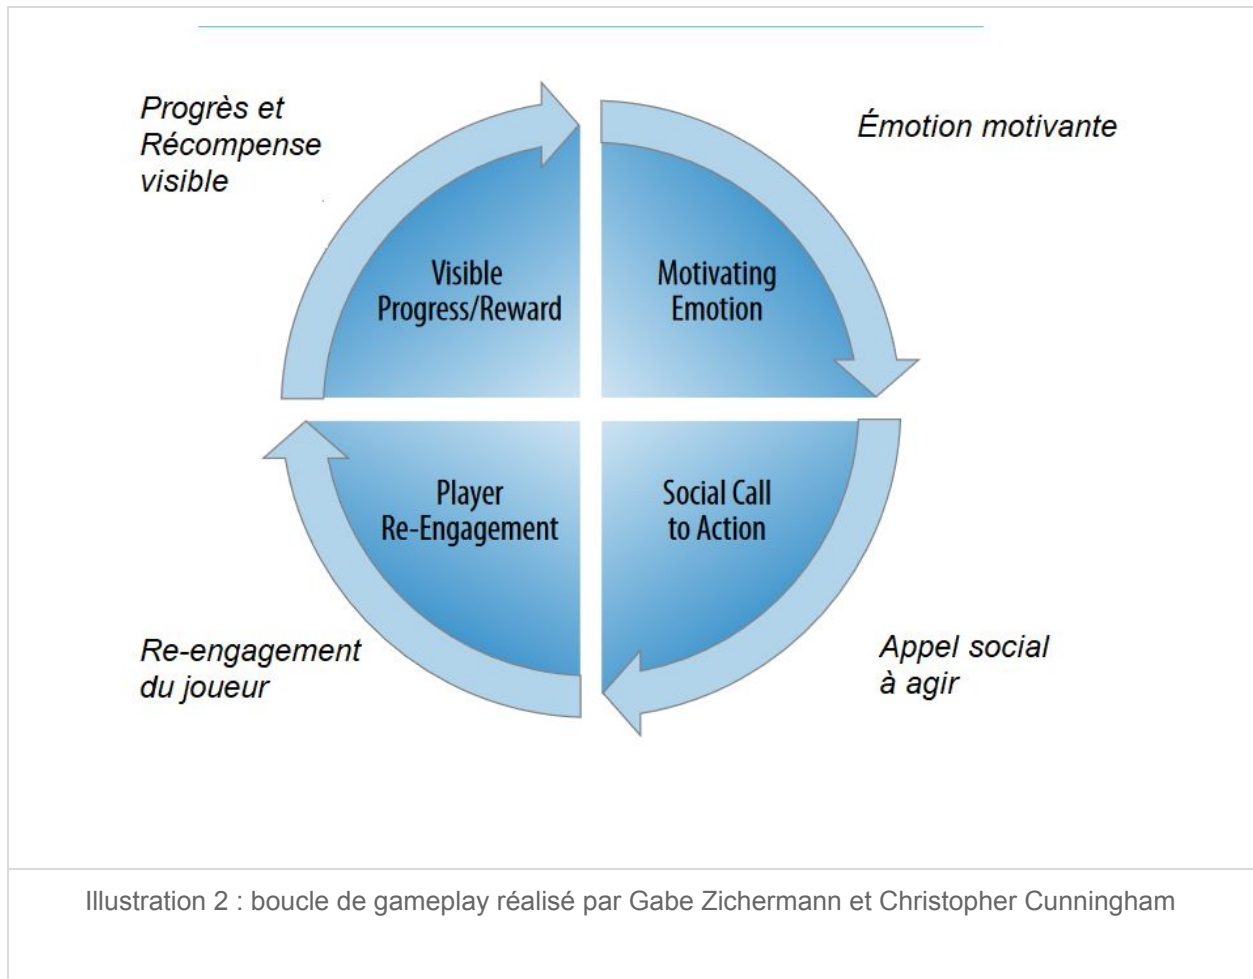 Progrès et
Récompense
visible
Émotion motivante
Visible
Progress/Reward
Motivating
Emotion
Player
Re-Engagement
Social Call
to Action
Re-engagement
du joueur
Appel social
à agir
Illustration 2 : boucle de gameplay réalisé par Gabe Zichermann et Christopher Cunningham